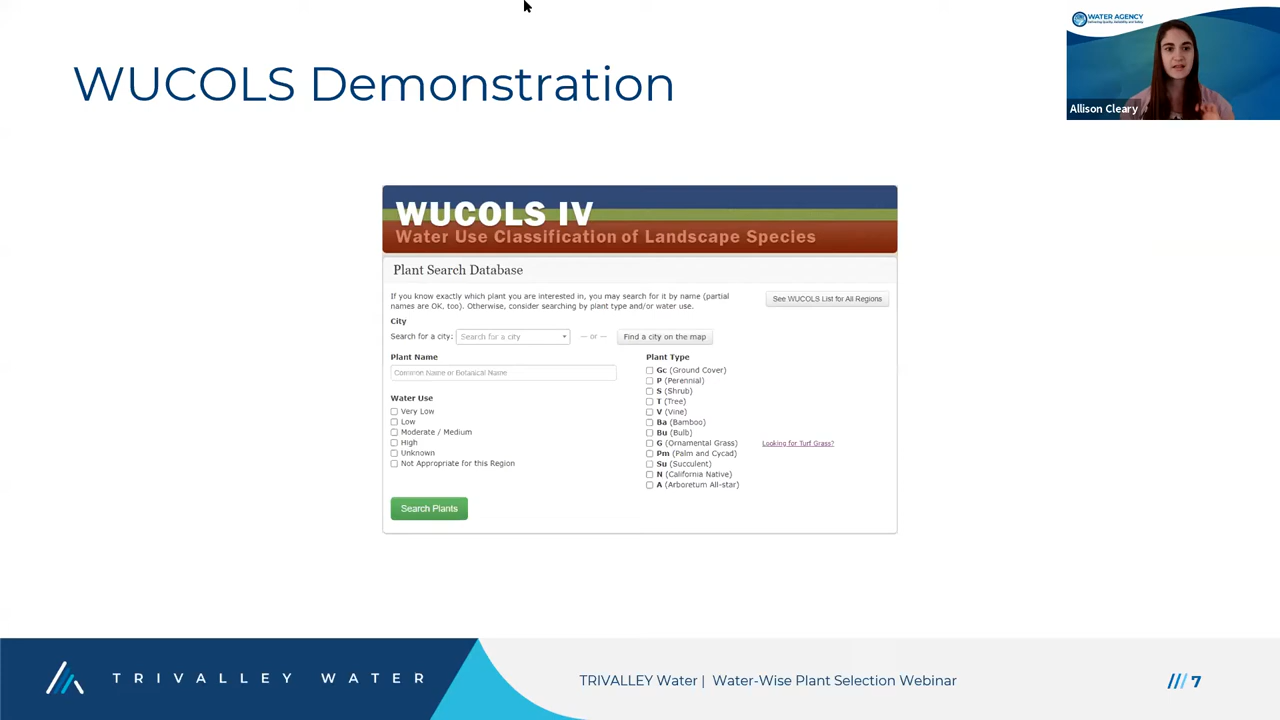 WUCOLS Demonstration
WATER AGENCY
Allison Cleary
WUCOLS IV
Water Use Classification of Landscape Species
Plant Search Database
If you know exactly which plant you are interested in, you may search for it by name (partial
names are OK, too). Otherwise, consider searching by plant type and/or water use.
See WUCOLS List for All Regions
City
Search for a city: Search for a city — or — Find a city on the map
Plant Name
Common Name or Botanical Name
Water Use
Very Low
Low
Moderate / Medium
High
Unknown
Not Appropriate for this Region
Search Plants
Plant Type
Gc (Ground Cover)
P (Perennial)
S (Shrub)
T (Tree)
V (Vine)
Ba (Bamboo)
Bu (Bulb)
G (Ornamental Grass)
Looking for Turf Grass?
Pm (Palm and Cycad)
Su (Succulent)
N (California Native)
A (Arboretum All-star)
TRIVALLEY WATER
TRIVALLEY Water | Water-Wise Plant Selection Webinar
/// 7